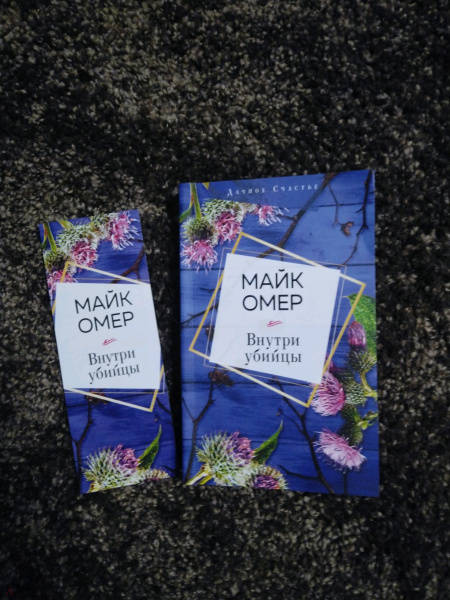 МАЙК
ОМЕР
Внутри
убийцы
Дачное Счастье
МАЙК
ОМЕР
Внутри
убийцы